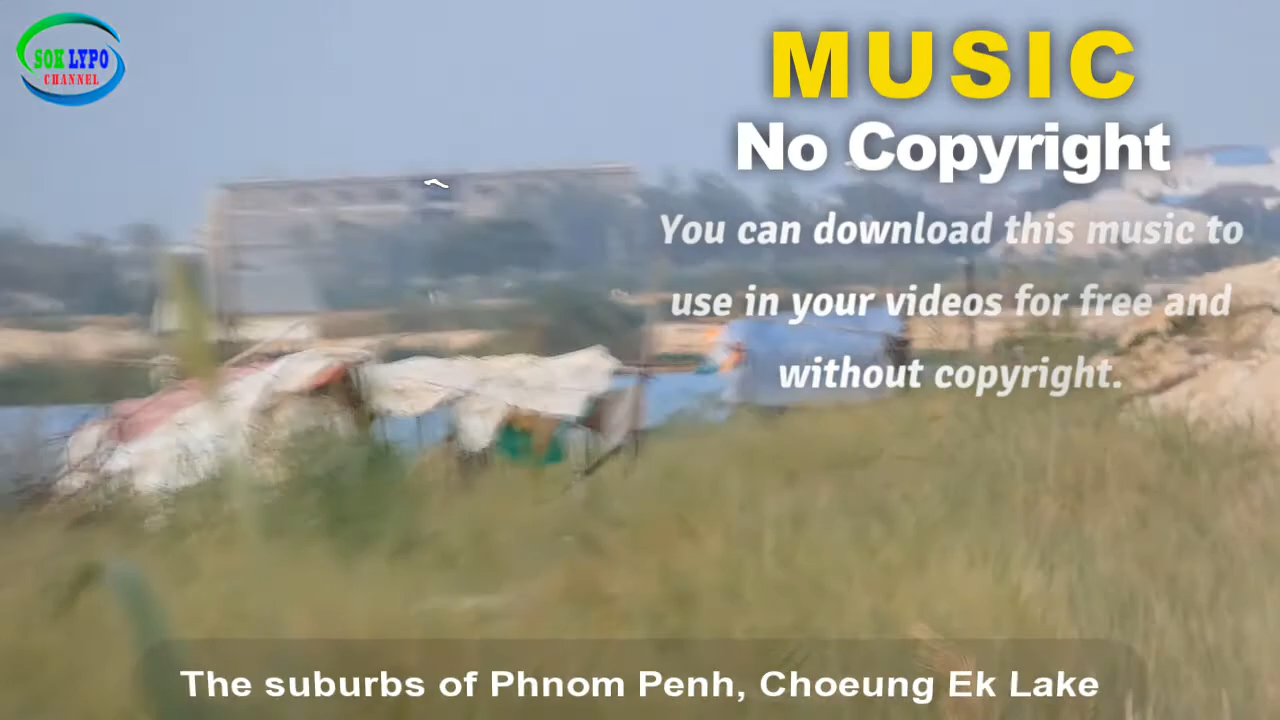 SOK LYPO
CHANNEL
MUSIC
No Copyright
You can download this music to
use in your videos for free and
without copyright.
The suburbs of Phnom Penh, Choeung Ek Lake